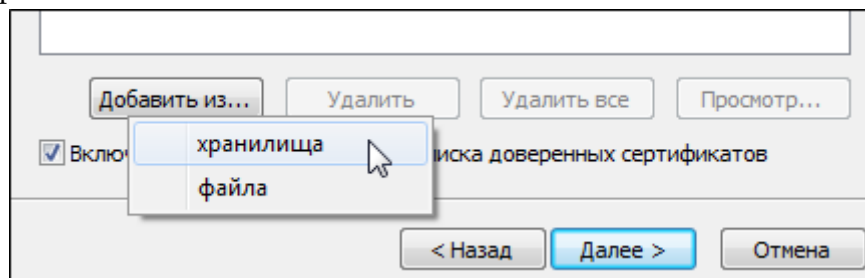 Добавить из... Удалить Удалить все Просмотр...
хранилища
Включ иска доверенных сертификатов
файла
< Назад Далее > Отмена